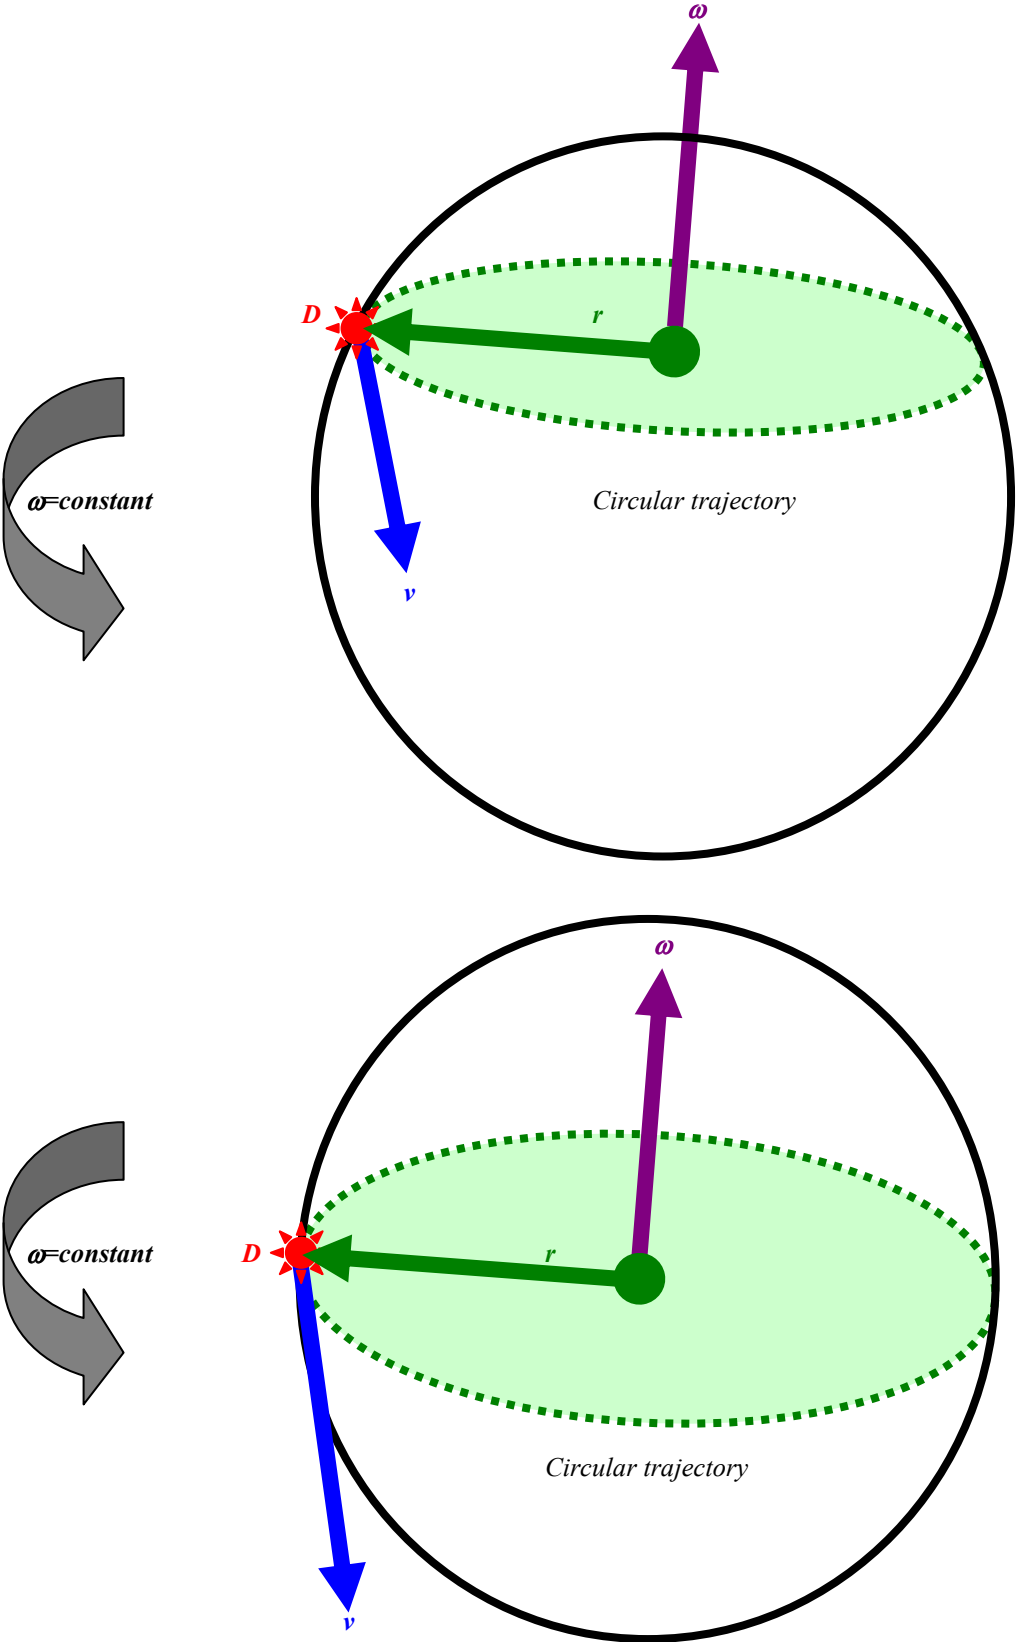 ω
D
r
ω=constant
Circular trajectory
v
ω
D
r
ω=constant
Circular trajectory
v